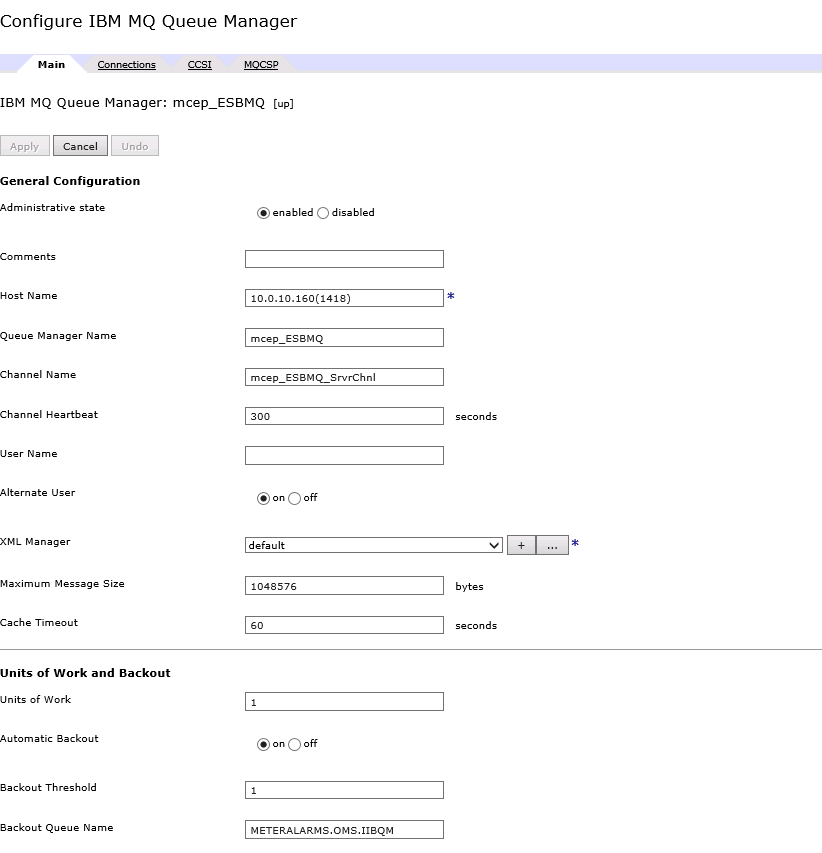 Configure IBM MQ Queue Manager
Main Connections CCSI MQCSP
IBM MQ Queue Manager: mcep_ESBMQ [up]
Apply Cancel Undo
General Configuration
Administrative state enabled disabled
Comments
Host Name 10.0.10.160(1418) *
Queue Manager Name mcep_ESBMQ
Channel Name mcep_ESBMQ_SrvrChnl
Channel Heartbeat 300 seconds
User Name
Alternate User on off
XML Manager default + ... *
Maximum Message Size 1048576 bytes
Cache Timeout 60 seconds
Units of Work and Backout
Units of Work 1
Automatic Backout on off
Backout Threshold 1
Backout Queue Name METERALARMS.OMS.IIBQM